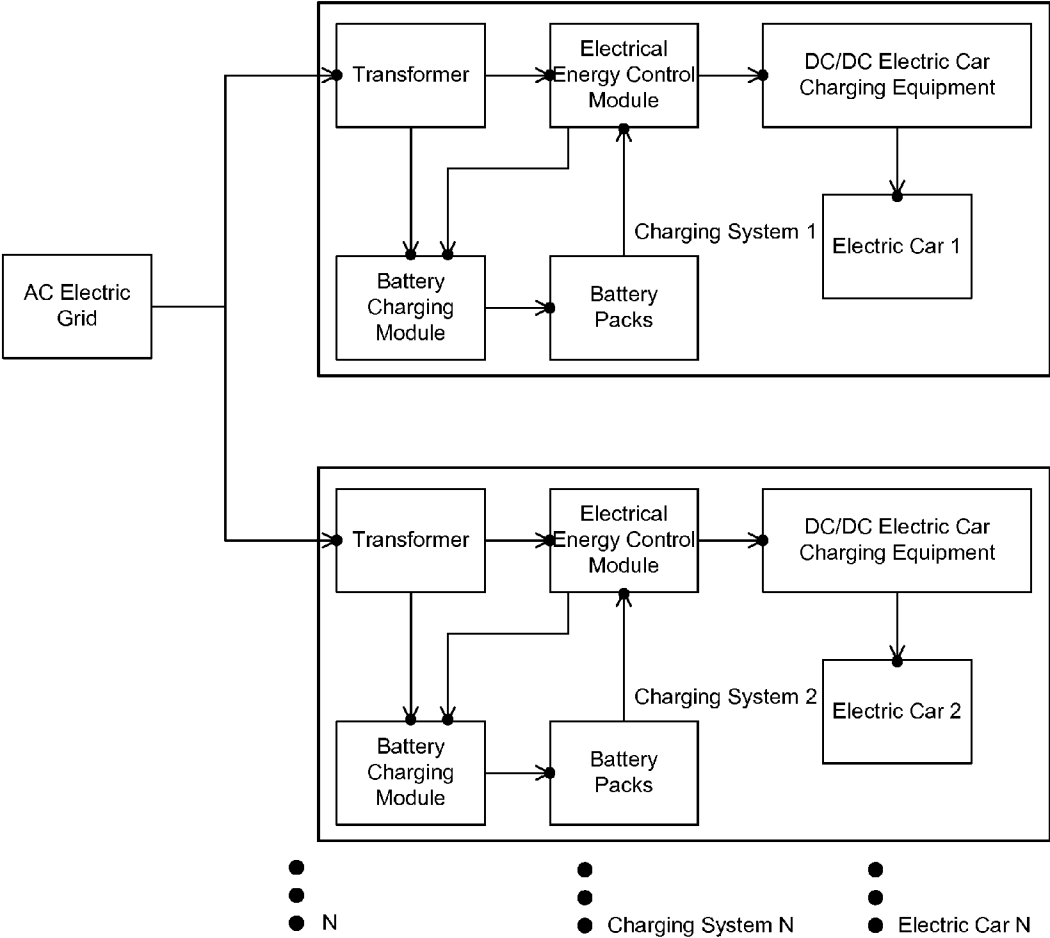 Transformer
Electrical
Energy Control
Module
DC/DC Electric Car
Charging Equipment
Charging System 1
Electric Car 1
AC Electric
Grid
Battery
Charging
Module
Battery
Packs
Transformer
Electrical
Energy Control
Module
DC/DC Electric Car
Charging Equipment
Charging System 2
Electric Car 2
Battery
Charging
Module
Battery
Packs
N
Charging System N
Electric Car N